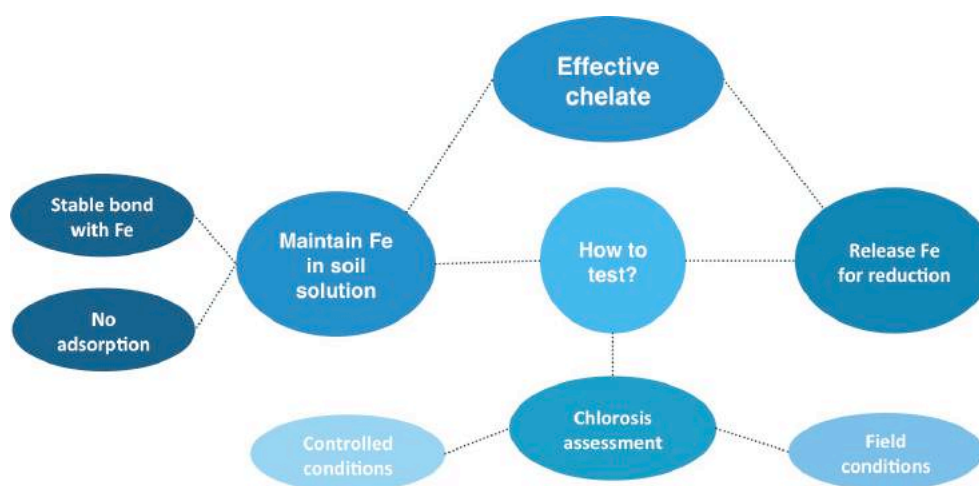 Effective
chelate
Stable bond
with Fe
Maintain Fe
in soil
solution
How to
test?
Release Fe
for reduction
No
adsorption
Chlorosis
assessment
Controlled
conditions
Field
conditions